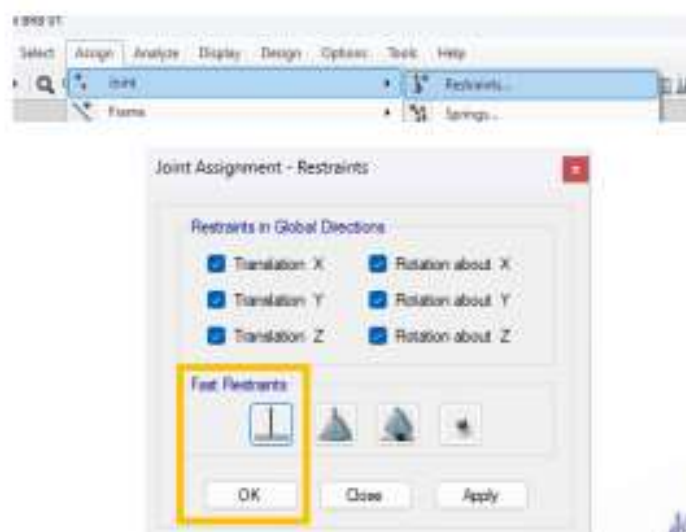 Select Assign Analyze Display Design Options Tools Help
Joint Restraints...
Frame Springs...
Joint Assignment - Restraints
Restraints in Global Directions
Translation X Rotation about X
Translation Y Rotation about Y
Translation Z Rotation about Z
Fast Restraints
OK Close Apply